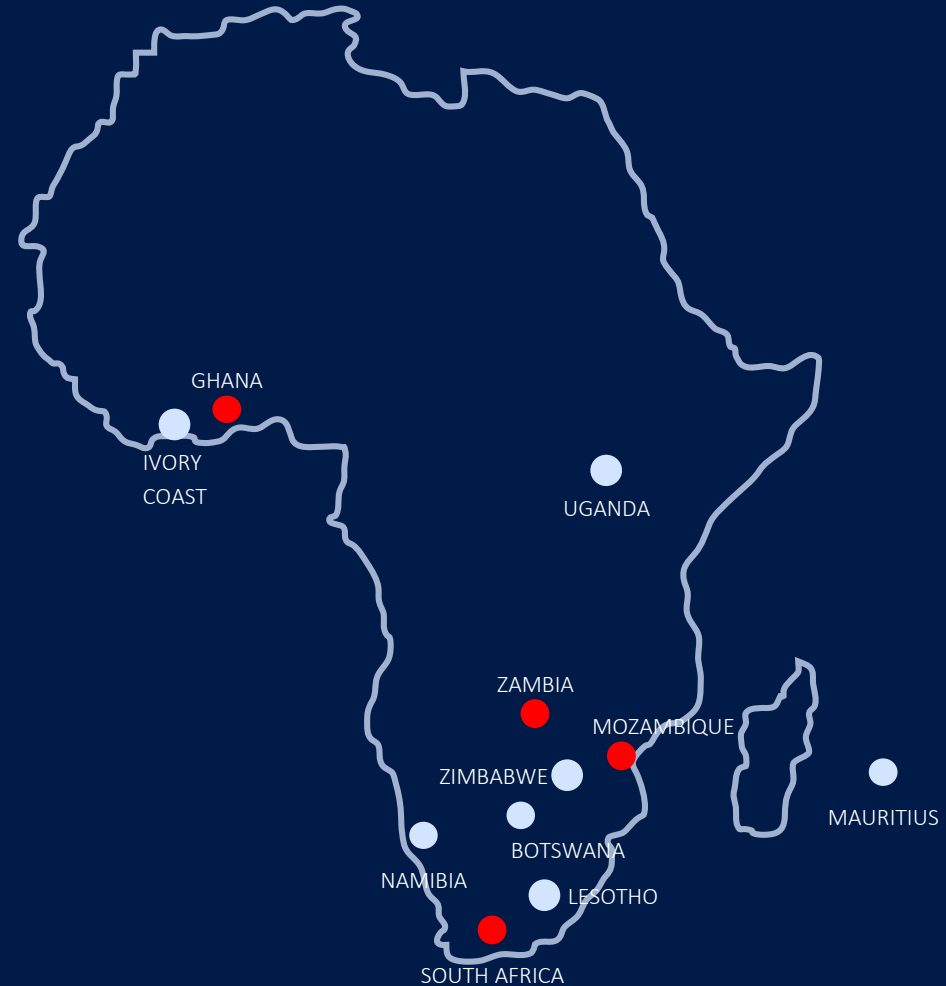 GHANA
IVORY
COAST
UGANDA
ZAMBIA
MOZAMBIQUE
ZIMBABWE
MAURITIUS
BOTSWANA
NAMIBIA
LESOTHO
SOUTH AFRICA